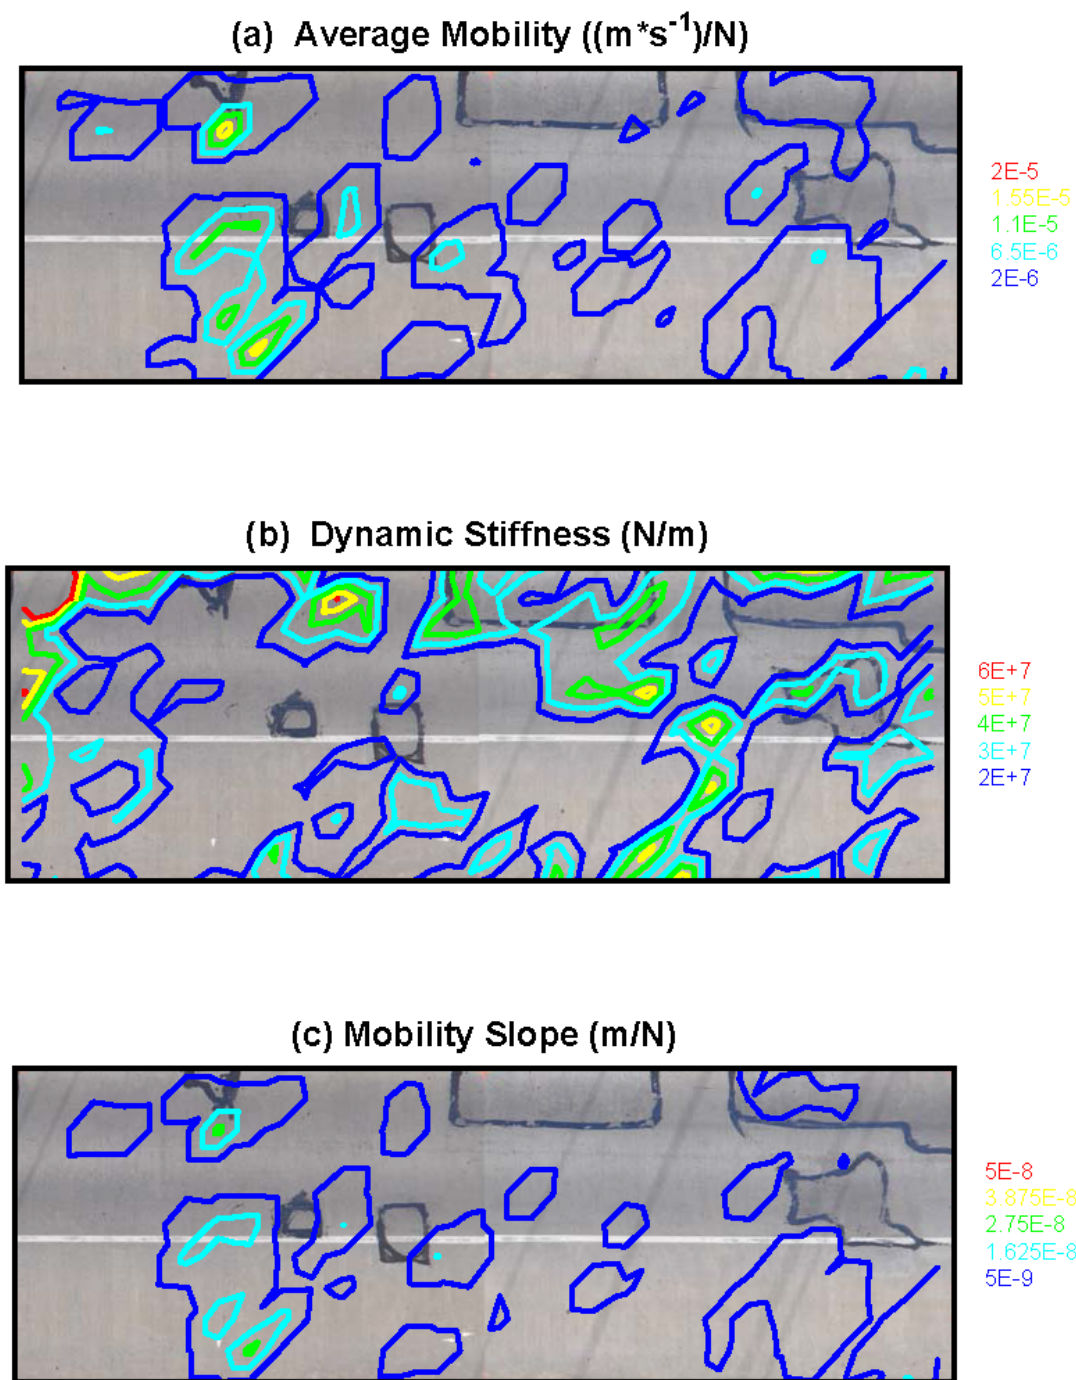 (a) Average Mobility ((m*s-1)/N)
2E-5
1.55E-5
1.1E-5
6.5E-6
2E-6
(b) Dynamic Stiffness (N/m)
6E+7
5E+7
4E+7
3E+7
2E+7
(c) Mobility Slope (m/N)
5E-8
3.875E-8
2.75E-8
1.625E-8
5E-9